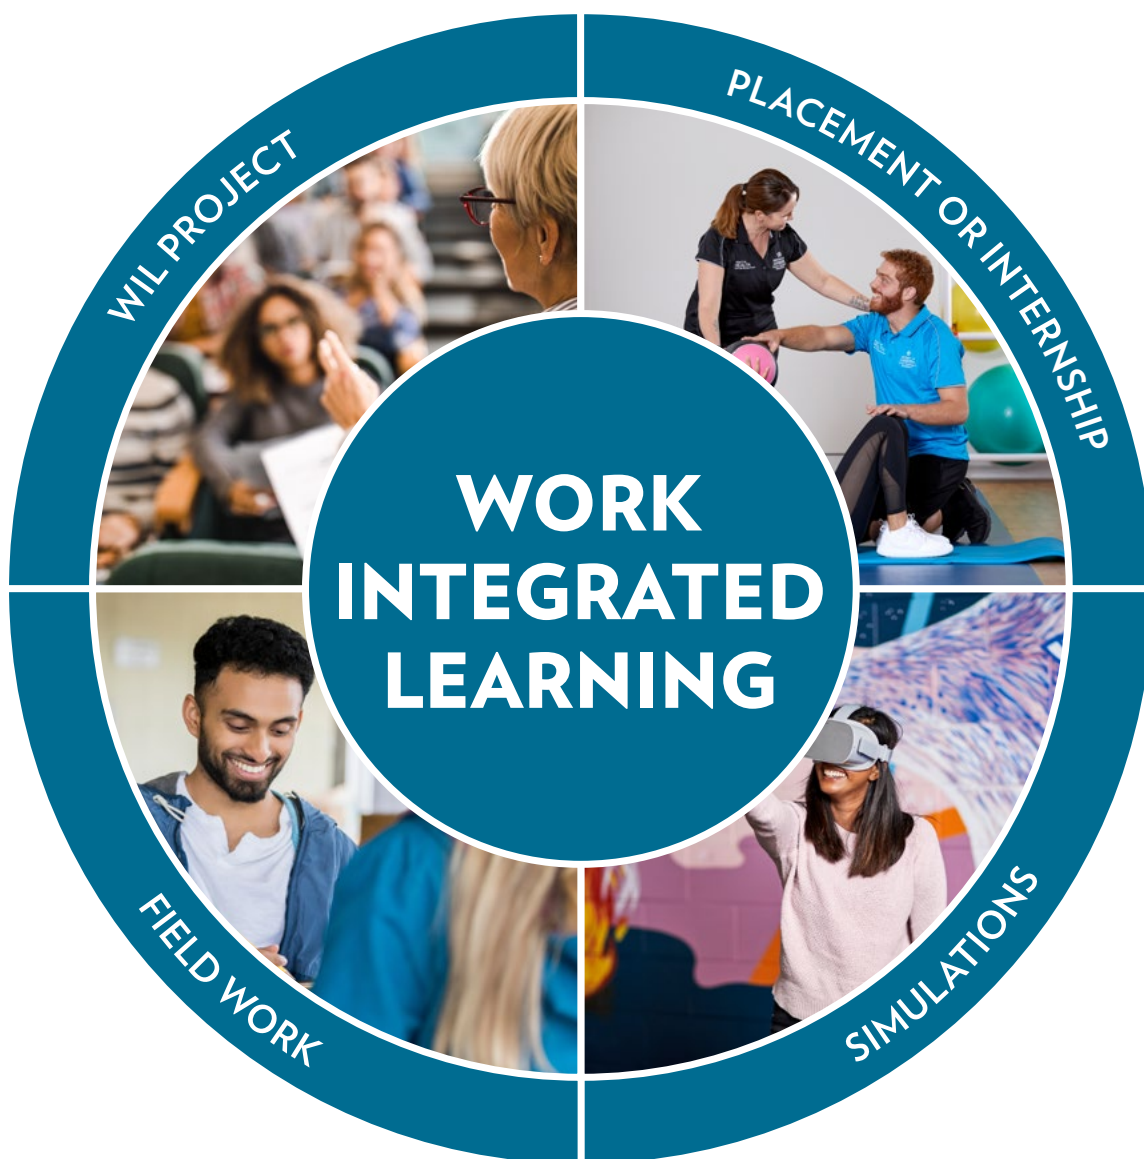 WIL PROJECT
PLACEMENT OR INTERNSHIP
WORK
INTEGRATED
LEARNING
FIELD WORK
SIMULATIONS